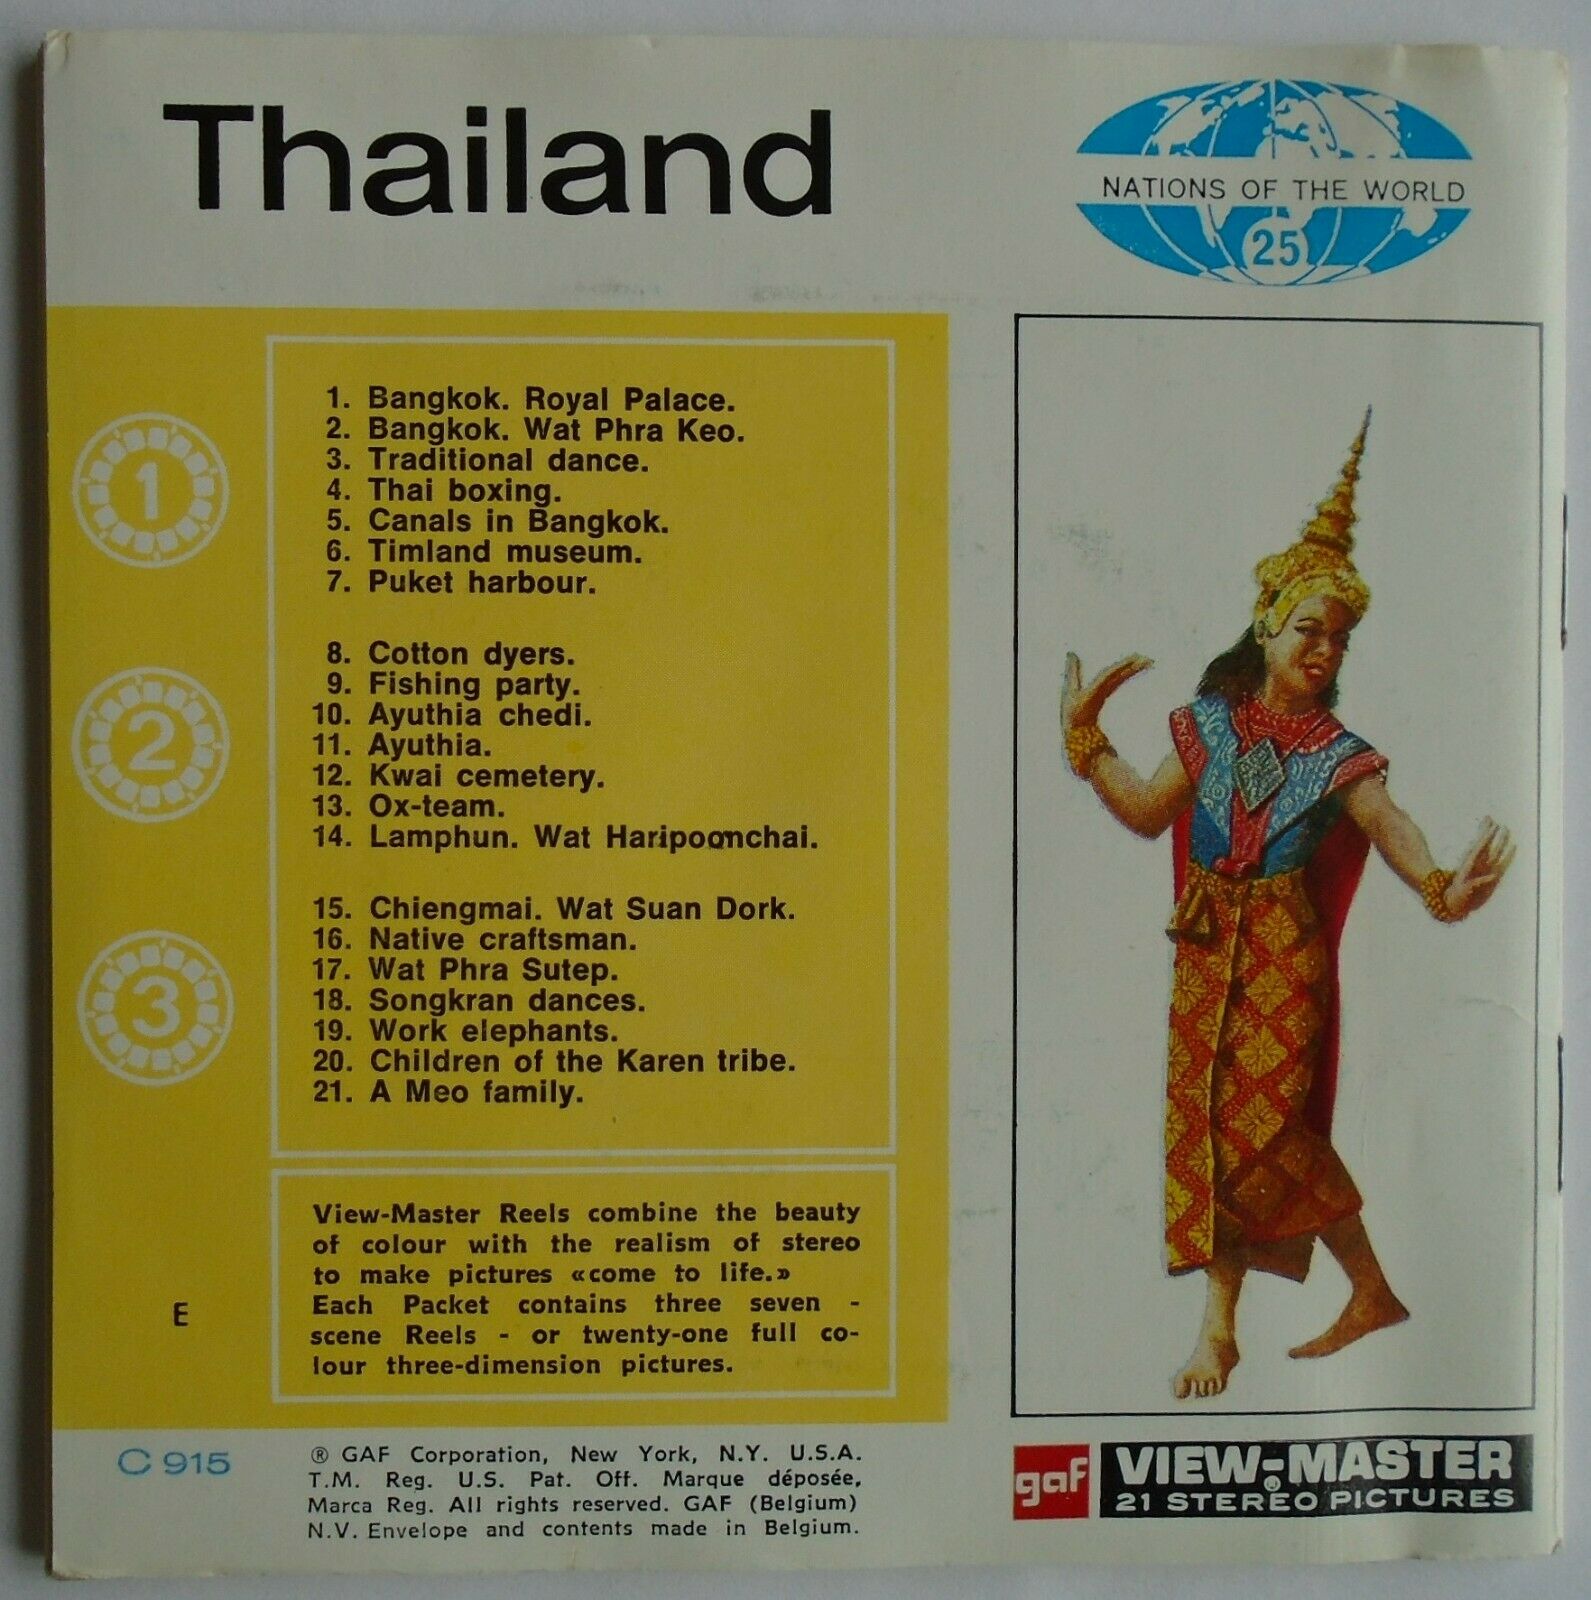 Thailand
NATIONS OF THE WORLD
25
1
1. Bangkok. Royal Palace.
2. Bangkok. Wat Phra Keo.
3. Traditional dance.
4. Thai boxing.
5. Canals in Bangkok.
6. Timland museum.
7. Puket harbour.
2
8. Cotton dyers.
9. Fishing party.
10. Ayuthia chedi.
11. Ayuthia.
12. Kwai cemetery.
13. Ox-team.
14. Lamphun. Wat Haripoonchai.
3
15. Chiengmai. Wat Suan Dork.
16. Native craftsman.
17. Wat Phra Sutep.
18. Songkran dances.
19. Work elephants.
20. Children of the Karen tribe.
21. A Meo family.
View-Master Reels combine the beauty
of colour with the realism of stereo
to make pictures «come to life.»
Each Packet contains three seven -
scene Reels - or twenty-one full co-
lour three-dimension pictures.
E
C 915
® GAF Corporation, New York, N.Y. U.S.A.
T.M. Reg. U.S. Pat. Off. Marque déposée,
Marca Reg. All rights reserved. GAF (Belgium)
N.V. Envelope and contents made in Belgium.
gaf
VIEW-MASTER®
21 STEREO PICTURES